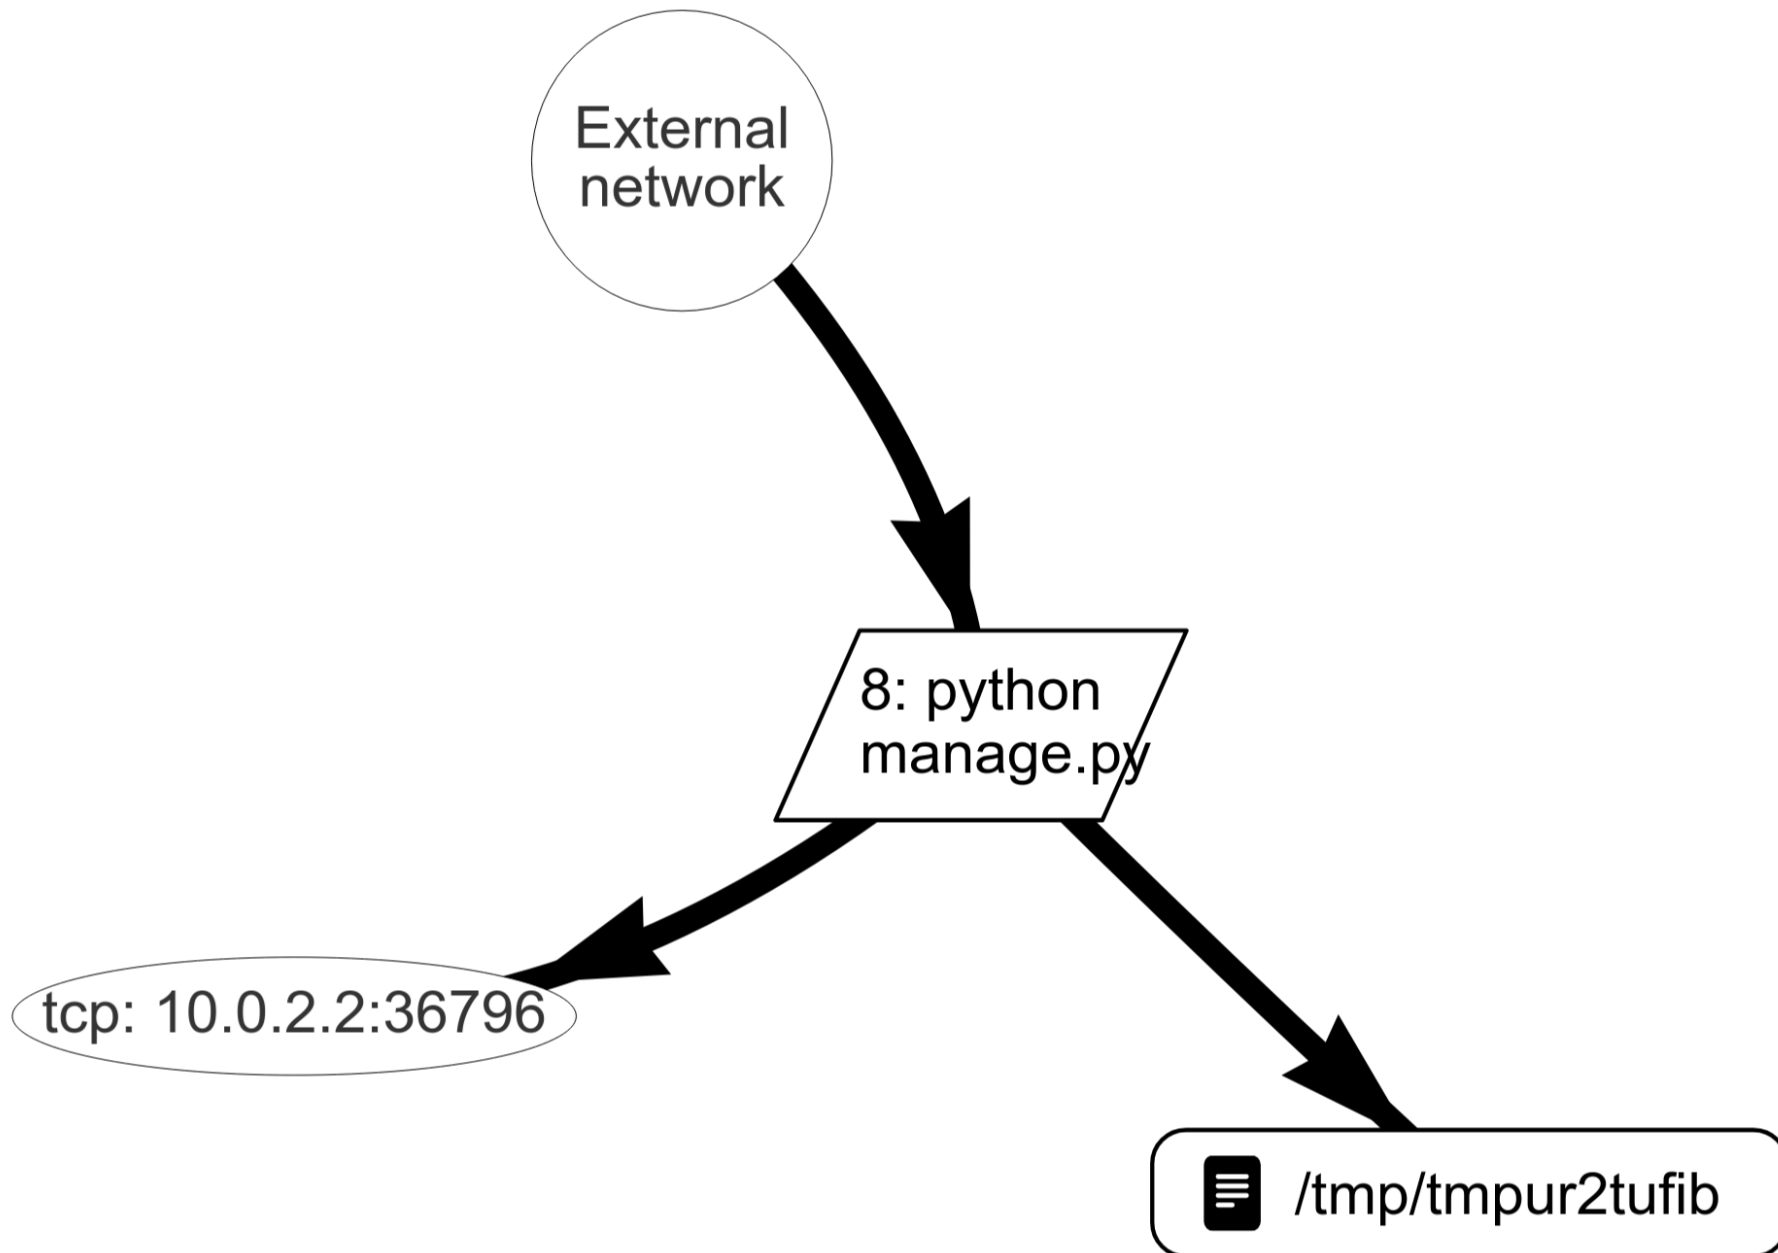 External
network
8: python
manage.py
tcp: 10.0.2.2:36796
/tmp/tmpur2tufib